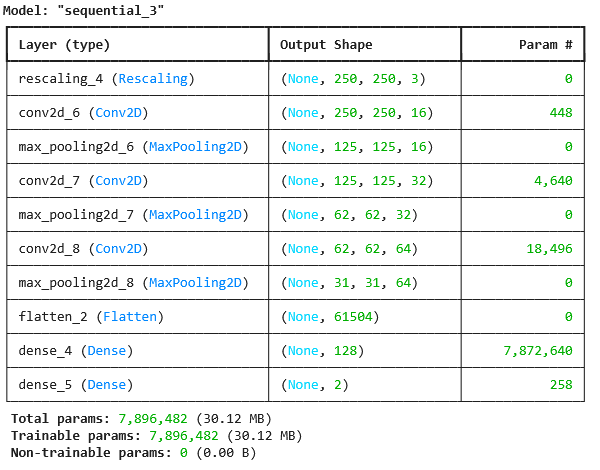 Model: "sequential_3"
Layer (type) Output Shape Param #
rescaling_4 (Rescaling) (None, 250, 250, 3) 0
conv2d_6 (Conv2D) (None, 250, 250, 16) 448
max_pooling2d_6 (MaxPooling2D) (None, 125, 125, 16) 0
conv2d_7 (Conv2D) (None, 125, 125, 32) 4,640
max_pooling2d_7 (MaxPooling2D) (None, 62, 62, 32) 0
conv2d_8 (Conv2D) (None, 62, 62, 64) 18,496
max_pooling2d_8 (MaxPooling2D) (None, 31, 31, 64) 0
flatten_2 (Flatten) (None, 61504) 0
dense_4 (Dense) (None, 128) 7,872,640
dense_5 (Dense) (None, 2) 258
Total params: 7,896,482 (30.12 MB)
Trainable params: 7,896,482 (30.12 MB)
Non-trainable params: 0 (0.00 B)